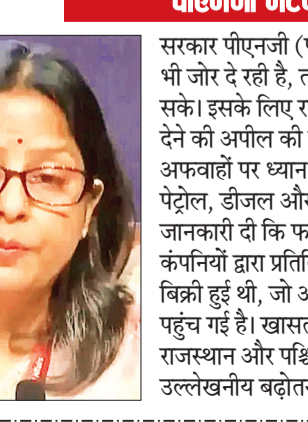 सरकार पीएनजी (
भी जोर दे रही है, त
सके। इसके लिए र
देने की अपील की
अफवाहों पर ध्यान
पेट्रोल, डीजल और
जानकारी दी कि फ
कंपनियों द्वारा प्रति
बिक्री हुई थी, जो अ
पहुंच गई है। खासत
राजस्थान और पश्चि
उल्लेखनीय बढ़ोतर